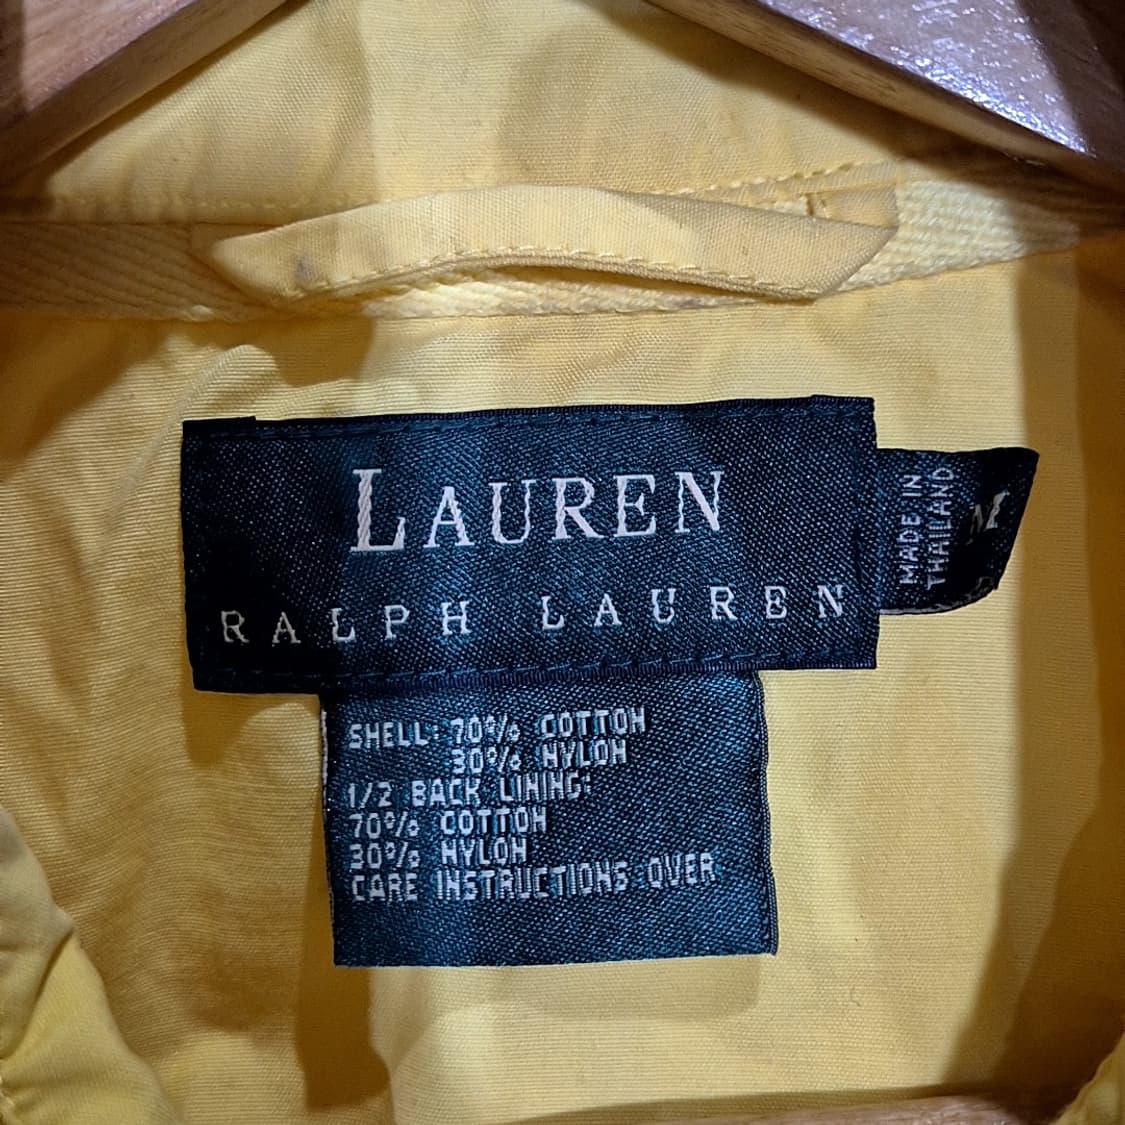 LAUREN
RALPH LAUREN
MADE IN
THAILAND
M
SHELL: 70% COTTON
30% NYLON
1/2 BACK LINING:
70% COTTON
30% NYLON
CARE INSTRUCTIONS OVER